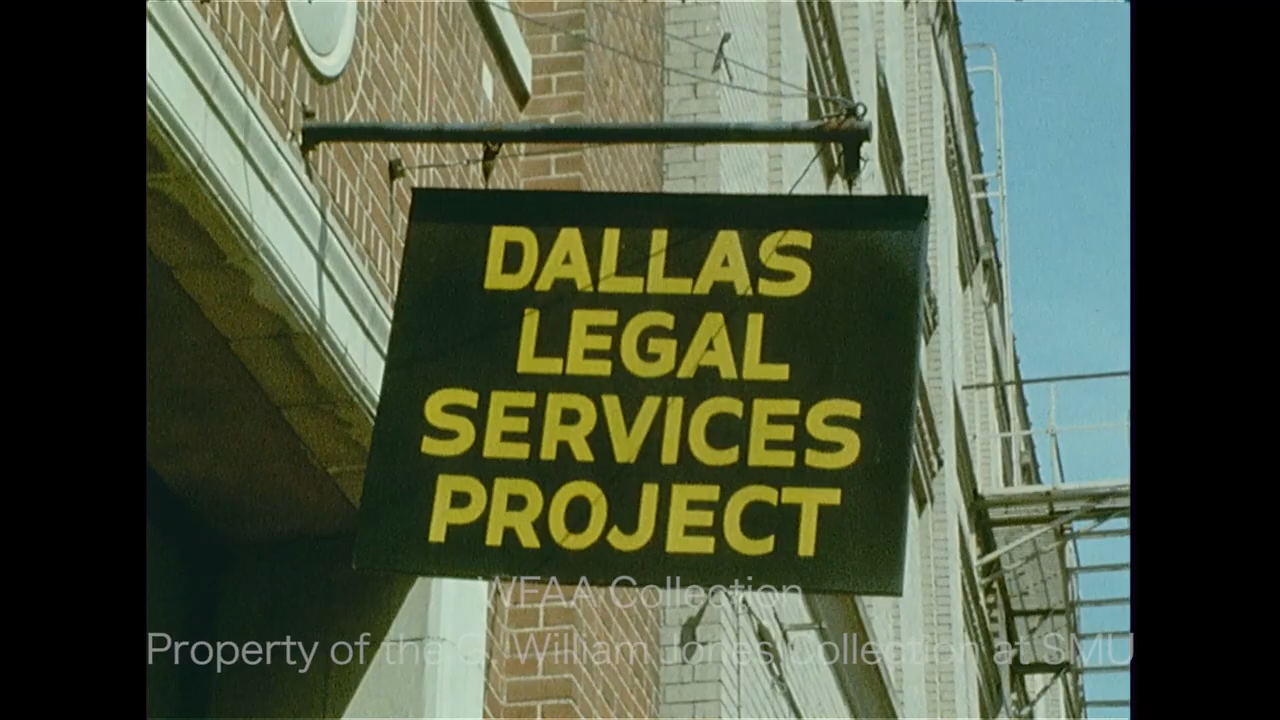 DALLAS
LEGAL
SERVICES
PROJECT
WFAA Collection
Property of the G. William Jones Collection at SMU